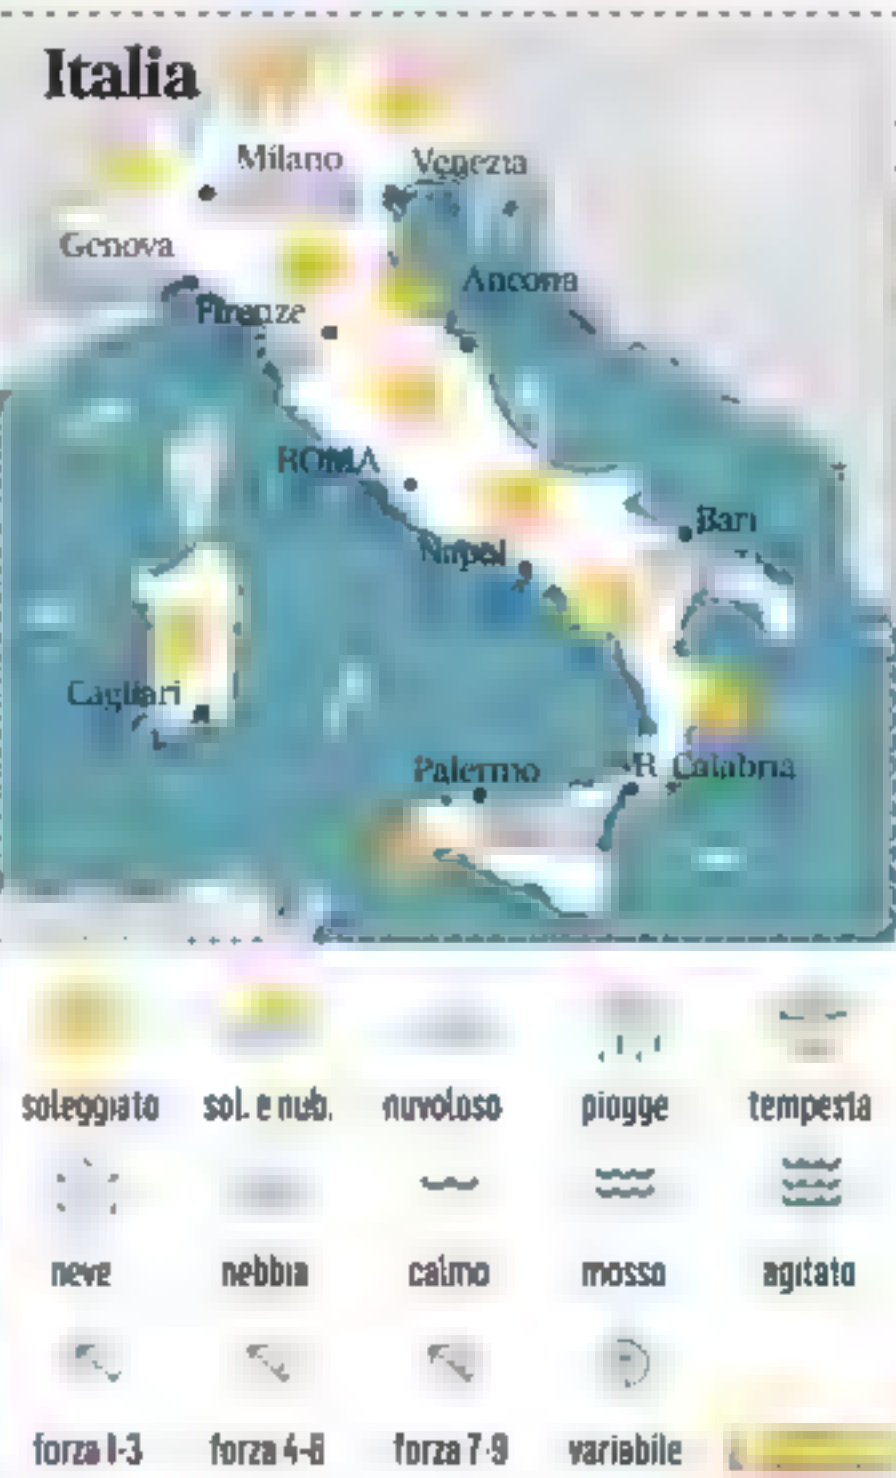 Italia
Milano
Venezia
Genova
Ancona
Firenze
ROMA
Bari
Napoli
Cagliari
Palermo
R Calabria
soleggiato sol. e nub. nuvoloso piogge tempesta
neve nebbia calmo mosso agitato
forza 1-3 forza 4-6 forza 7-9 variabile